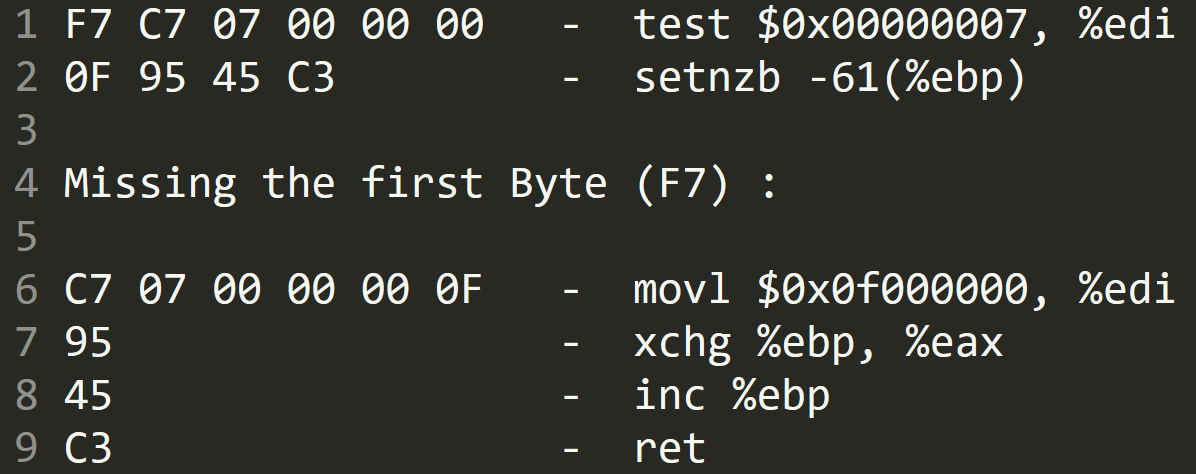 1 F7 C7 07 00 00 00 - test $0x00000007, %edi
2 0F 95 45 C3 - setnzb -61(%ebp)
3
4 Missing the first Byte (F7) :
5
6 C7 07 00 00 00 0F - movl $0x0f000000, %edi
7 95 - xchg %ebp, %eax
8 45 - inc %ebp
9 C3 - ret